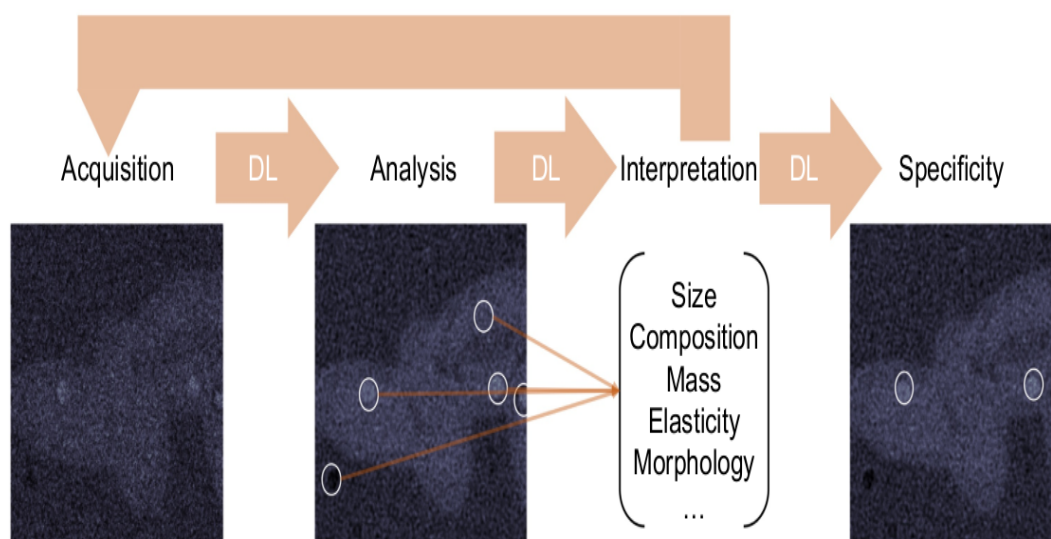 Acquisition DL Analysis DL Interpretation DL Specificity
Size
Composition
Mass
Elasticity
Morphology
...